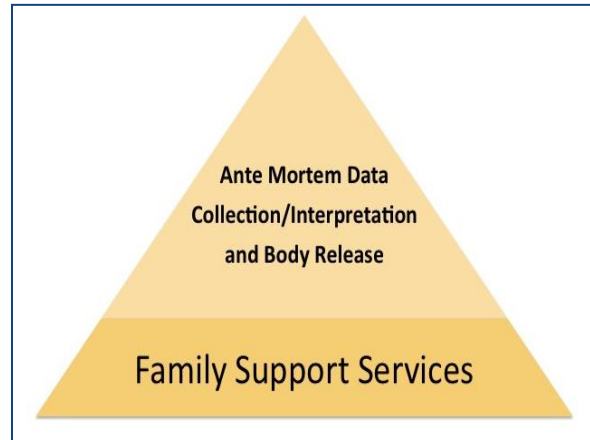 Ante Mortem Data
Collection/Interpretation
and Body Release
Family Support Services